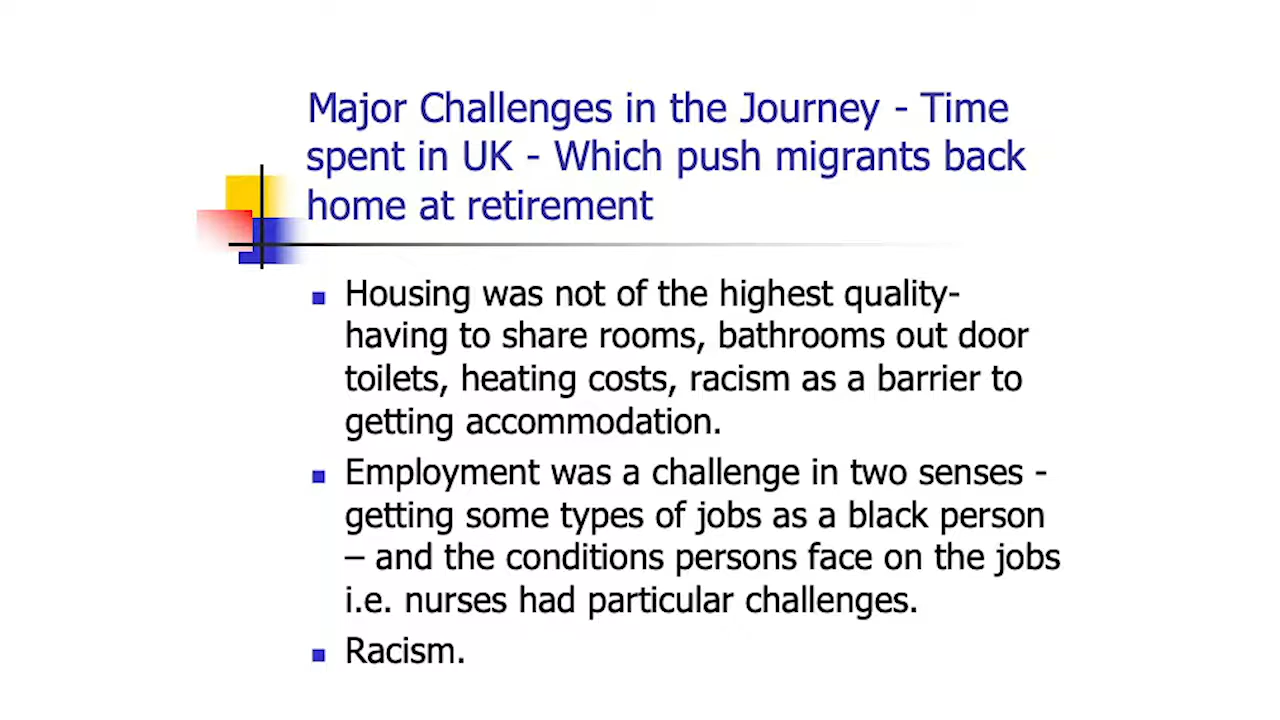 Major Challenges in the Journey - Time
spent in UK - Which push migrants back
home at retirement
Housing was not of the highest quality-
having to share rooms, bathrooms out door
toilets, heating costs, racism as a barrier to
getting accommodation.
Employment was a challenge in two senses -
getting some types of jobs as a black person
– and the conditions persons face on the jobs
i.e. nurses had particular challenges.
Racism.